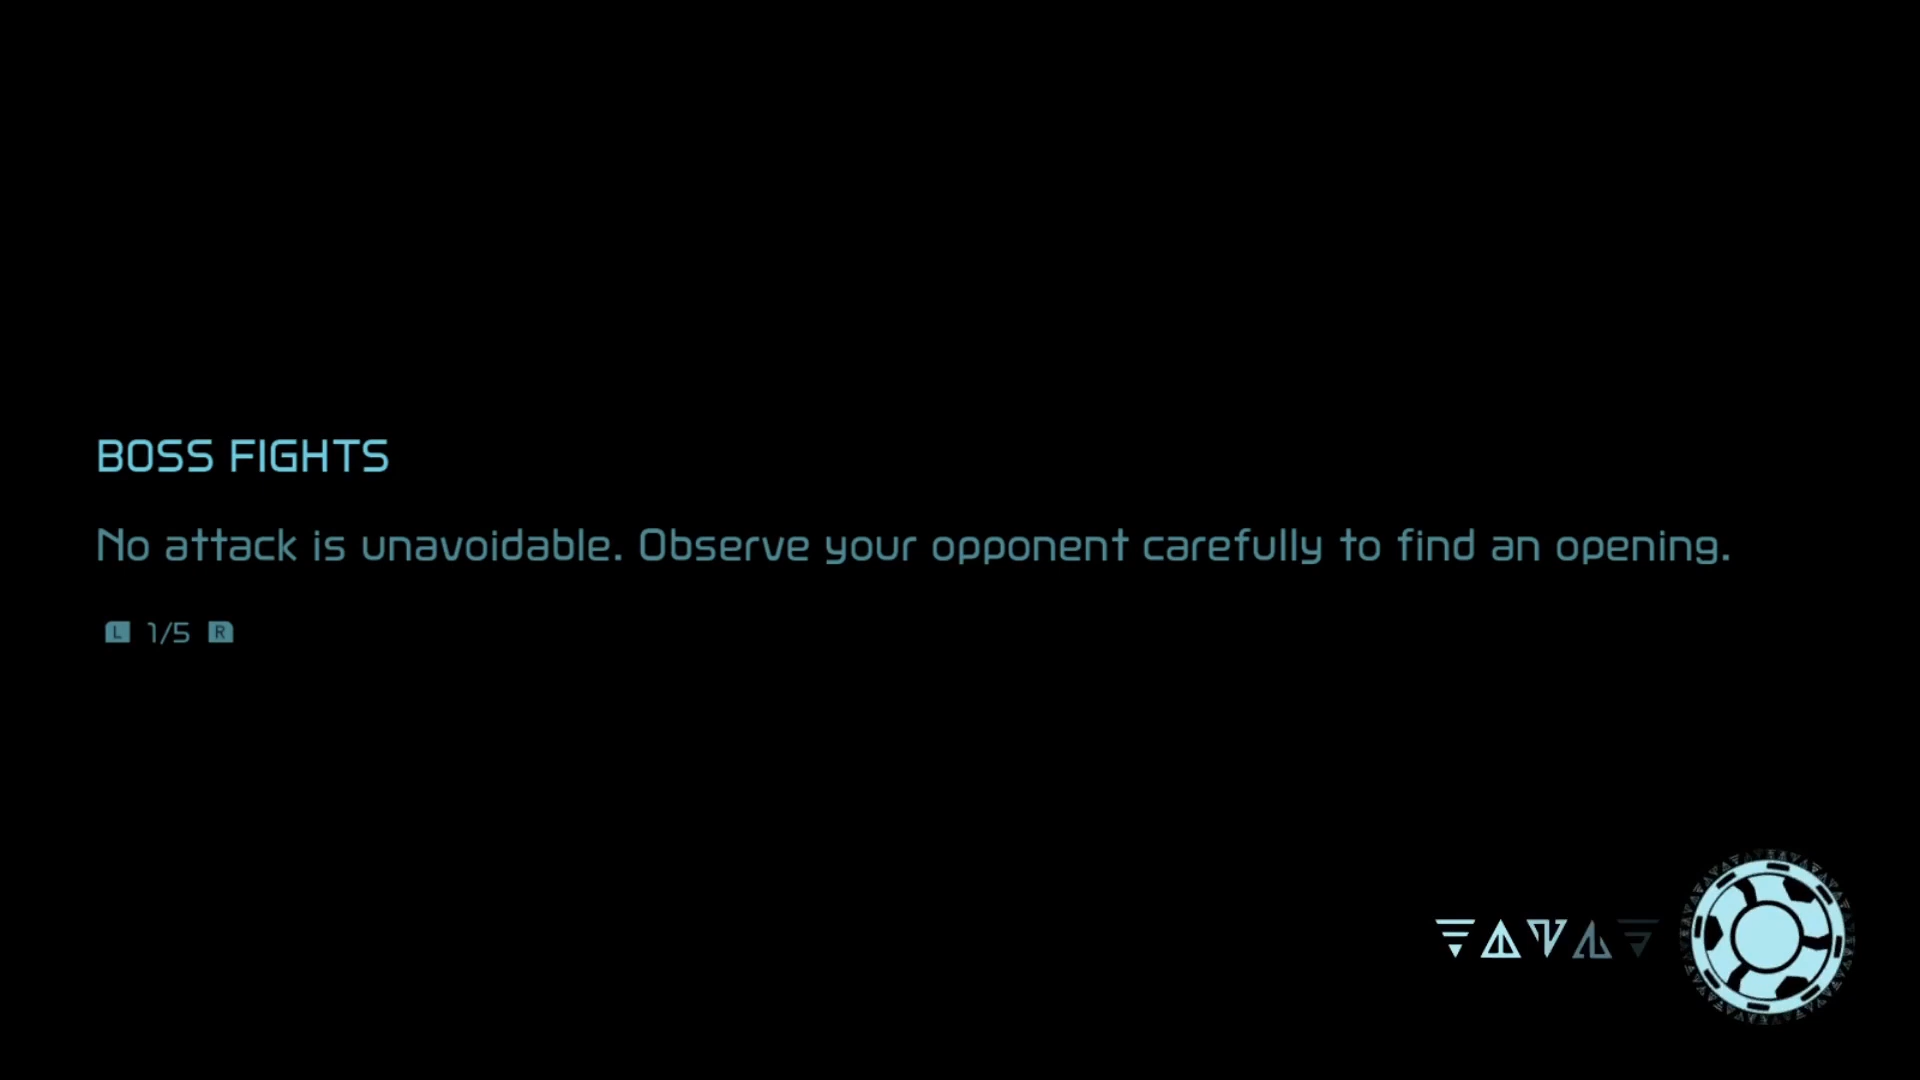 BOSS FIGHTS
No attack is unavoidable. Observe your opponent carefully to find an opening.
L 1/5 R